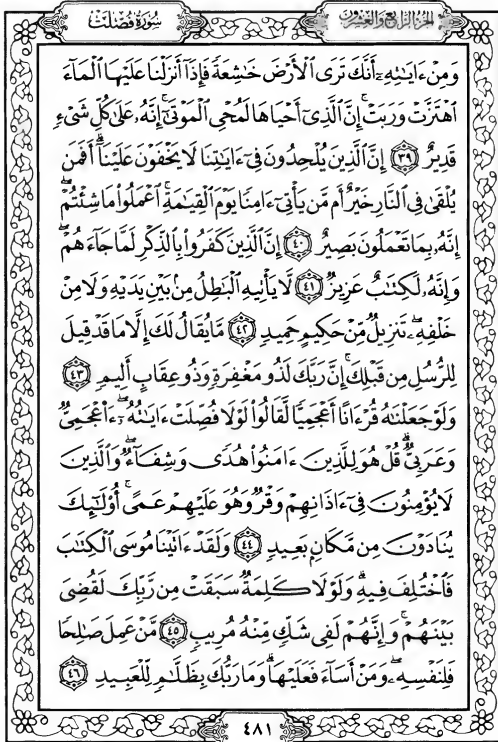 الجزء الرابع والعشرون
سورة فصلت
وَمِنْ ءَايَٰتِهِۦٓ أَنَّكَ تَرَى ٱلْأَرْضَ خَٰشِعَةً فَإِذَآ أَنزَلْنَا عَلَيْهَا ٱلْمَآءَ
ٱهْتَزَّتْ وَرَبَتْ ۚ إِنَّ ٱلَّذِىٓ أَحْيَاهَا لَمُحْىِ ٱلْمَوْتَىٰٓ ۚ إِنَّهُۥ عَلَىٰ كُلِّ شَىْءٍ
قَدِيرٌ ٣٩ إِنَّ ٱلَّذِينَ يُلْحِدُونَ فِىٓ ءَايَٰتِنَا لَا يَخْفَوْنَ عَلَيْنَآ ۗ أَفَمَن
يُلْقَىٰ فِى ٱلنَّارِ خَيْرٌ أَم مَّن يَأْتِىٓ ءَامِنًا يَوْمَ ٱلْقِيَٰمَةِ ۚ ٱعْمَلُوا۟ مَا شِئْتُمْ ۖ
إِنَّهُۥ بِمَا تَعْمَلُونَ بَصِيرٌ ٤٠ إِنَّ ٱلَّذِينَ كَفَرُوا۟ بِٱلذِّكْرِ لَمَّا جَآءَهُمْ ۖ
وَإِنَّهُۥ لَكِتَٰبٌ عَزِيزٌ ٤١ لَّا يَأْتِيهِ ٱلْبَٰطِلُ مِنۢ بَيْنِ يَدَيْهِ وَلَا مِنْ
خَلْفِهِۦ ۖ تَنزِيلٌ مِّنْ حَكِيمٍ حَمِيدٍ ٤٢ مَّا يُقَالُ لَكَ إِلَّا مَا قَدْ قِيلَ
لِلرُّسُلِ مِن قَبْلِكَ ۚ إِنَّ رَبَّكَ لَذُو مَغْفِرَةٍ وَذُو عِقَابٍ أَلِيمٍ ٤٣
وَلَوْ جَعَلْنَٰهُ قُرْءَانًا أَعْجَمِيًّا لَّقَالُوا۟ لَوْلَا فُصِّلَتْ ءَايَٰتُهُۥٓ ۖ ءَا۬عْجَمِىٌّ
وَعَرَبِىٌّ ۗ قُلْ هُوَ لِلَّذِينَ ءَامَنُوا۟ هُدًى وَشِفَآءٌ ۖ وَٱلَّذِينَ
لَا يُؤْمِنُونَ فِىٓ ءَاذَانِهِمْ وَقْرٌ وَهُوَ عَلَيْهِمْ عَمًى ۚ أُو۟لَٰٓئِكَ
يُنَادَوْنَ مِن مَّكَانٍۭ بَعِيدٍ ٤٤ وَلَقَدْ ءَاتَيْنَا مُوسَى ٱلْكِتَٰبَ
فَٱخْتُلِفَ فِيهِ ۗ وَلَوْلَا كَلِمَةٌ سَبَقَتْ مِن رَّبِّكَ لَقُضِىَ
بَيْنَهُمْ ۚ وَإِنَّهُمْ لَفِى شَكٍّ مِّنْهُ مُرِيبٍ ٤٥ مَّنْ عَمِلَ صَٰلِحًا
فَلِنَفْسِهِۦ ۖ وَمَنْ أَسَآءَ فَعَلَيْهَا ۗ وَمَا رَبُّكَ بِظَلَّٰمٍ لِّلْعَبِيدِ ٤٦
٤٨١